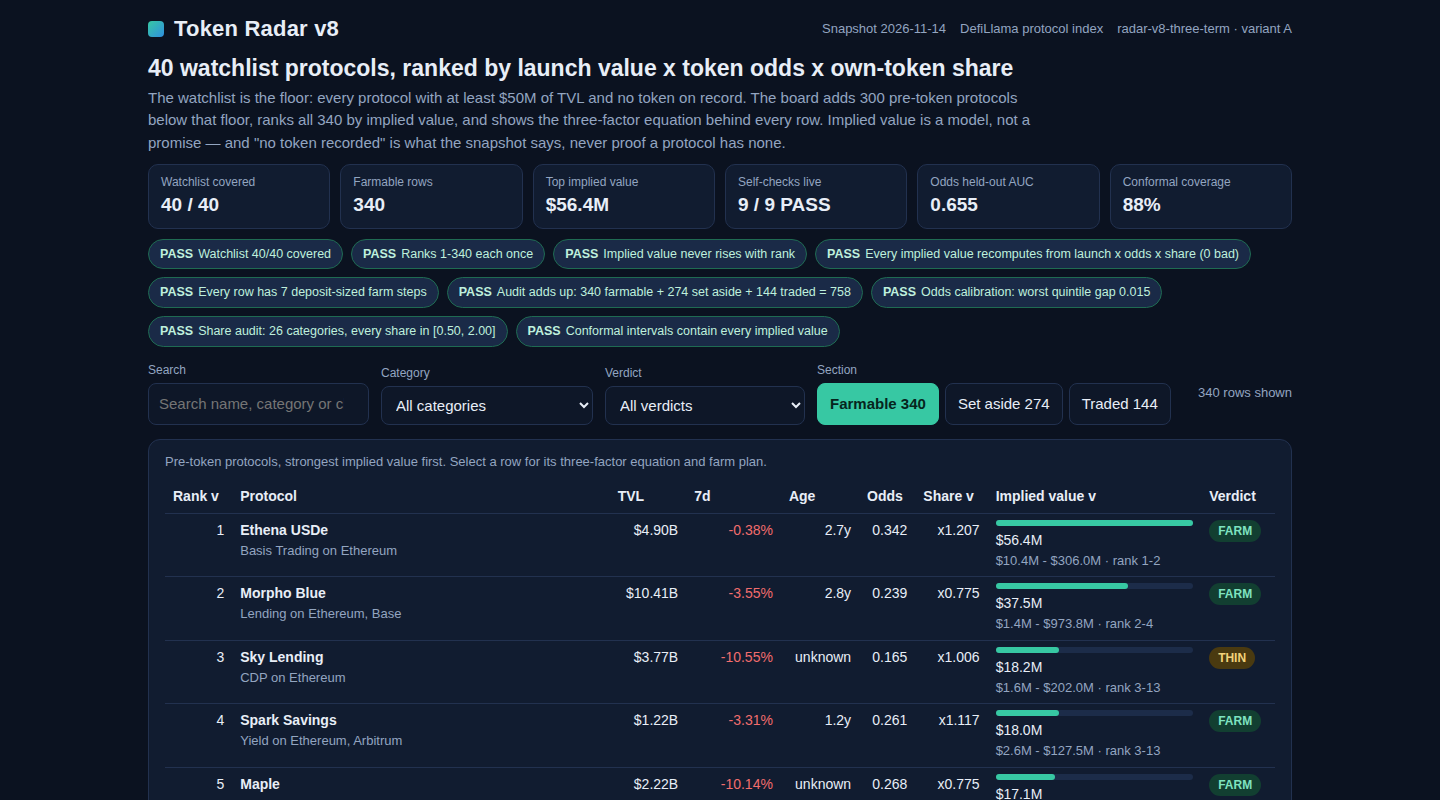 Token Radar v8
Snapshot 2026-11-14 DefiLlama protocol index radar-v8-three-term · variant A
40 watchlist protocols, ranked by launch value x token odds x own-token share
The watchlist is the floor: every protocol with at least $50M of TVL and no token on record. The board adds 300 pre-token protocols
below that floor, ranks all 340 by implied value, and shows the three-factor equation behind every row. Implied value is a model, not a
promise — and "no token recorded" is what the snapshot says, never proof a protocol has none.
Watchlist covered Farmable rows Top implied value Self-checks live Odds held-out AUC Conformal coverage
40 / 40 340 $56.4M 9 / 9 PASS 0.655 88%
PASS Watchlist 40/40 covered PASS Ranks 1-340 each once PASS Implied value never rises with rank PASS Every implied value recomputes from launch x odds x share (0 bad)
PASS Every row has 7 deposit-sized farm steps PASS Audit adds up: 340 farmable + 274 set aside + 144 traded = 758 PASS Odds calibration: worst quintile gap 0.015
PASS Share audit: 26 categories, every share in [0.50, 2.00] PASS Conformal intervals contain every implied value
Search Category Verdict Section
Search name, category or c All categories All verdicts Farmable 340 Set aside 274 Traded 144 340 rows shown
Pre-token protocols, strongest implied value first. Select a row for its three-factor equation and farm plan.
Rank v Protocol TVL 7d Age Odds Share v Implied value v Verdict
1 Ethena USDe $4.90B -0.38% 2.7y 0.342 x1.207 $56.4M FARM
Basis Trading on Ethereum $10.4M - $306.0M · rank 1-2
2 Morpho Blue $10.41B -3.55% 2.8y 0.239 x0.775 $37.5M FARM
Lending on Ethereum, Base $1.4M - $973.8M · rank 2-4
3 Sky Lending $3.77B -10.55% unknown 0.165 x1.006 $18.2M THIN
CDP on Ethereum $1.6M - $202.0M · rank 3-13
4 Spark Savings $1.22B -3.31% 1.2y 0.261 x1.117 $18.0M FARM
Yield on Ethereum, Arbitrum $2.6M - $127.5M · rank 3-13
5 Maple $2.22B -10.14% unknown 0.268 x0.775 $17.1M FARM